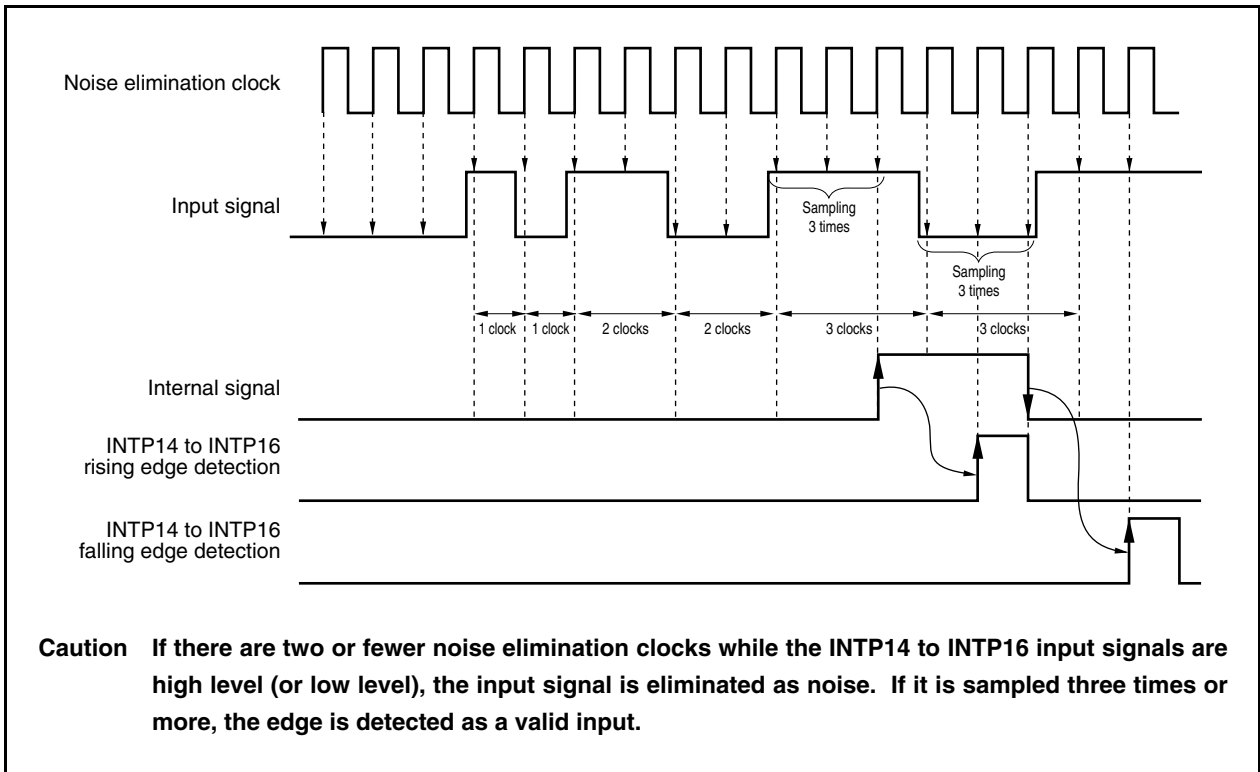 Noise elimination clock
Input signal
Sampling
3 times
Sampling
3 times
1 clock
1 clock
2 clocks
2 clocks
3 clocks
3 clocks
Internal signal
INTP14 to INTP16
rising edge detection
INTP14 to INTP16
falling edge detection
Caution If there are two or fewer noise elimination clocks while the INTP14 to INTP16 input signals are
high level (or low level), the input signal is eliminated as noise. If it is sampled three times or
more, the edge is detected as a valid input.